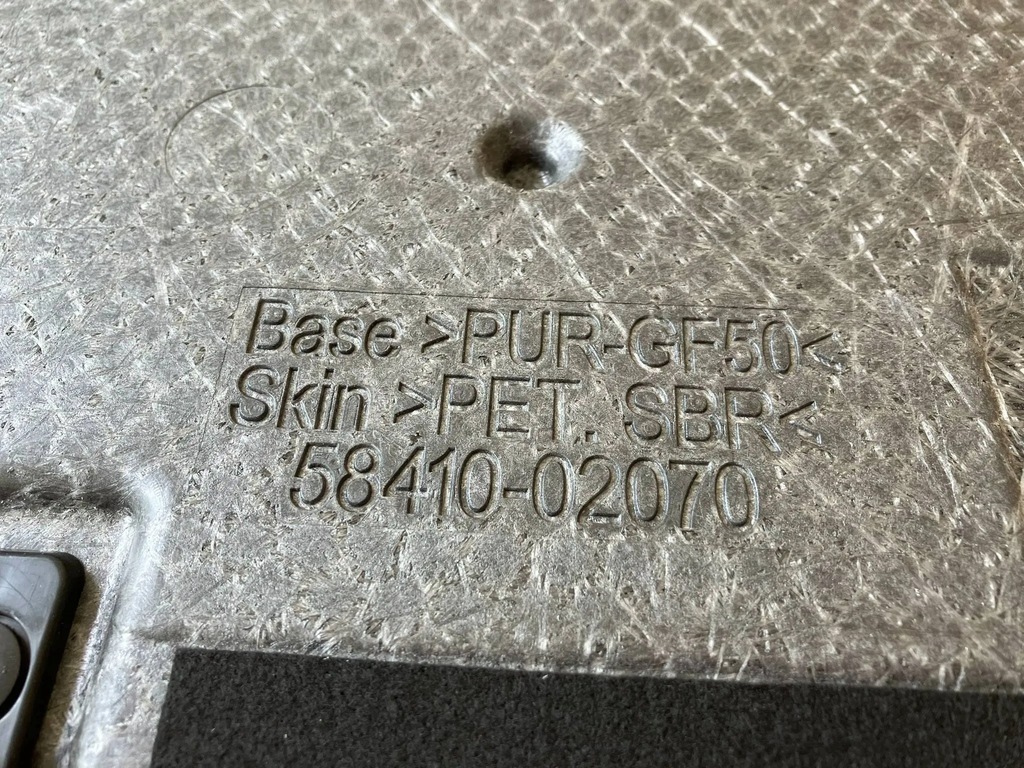 Base >PUR-GF50<
Skin >PET. SBR<
58410-02070